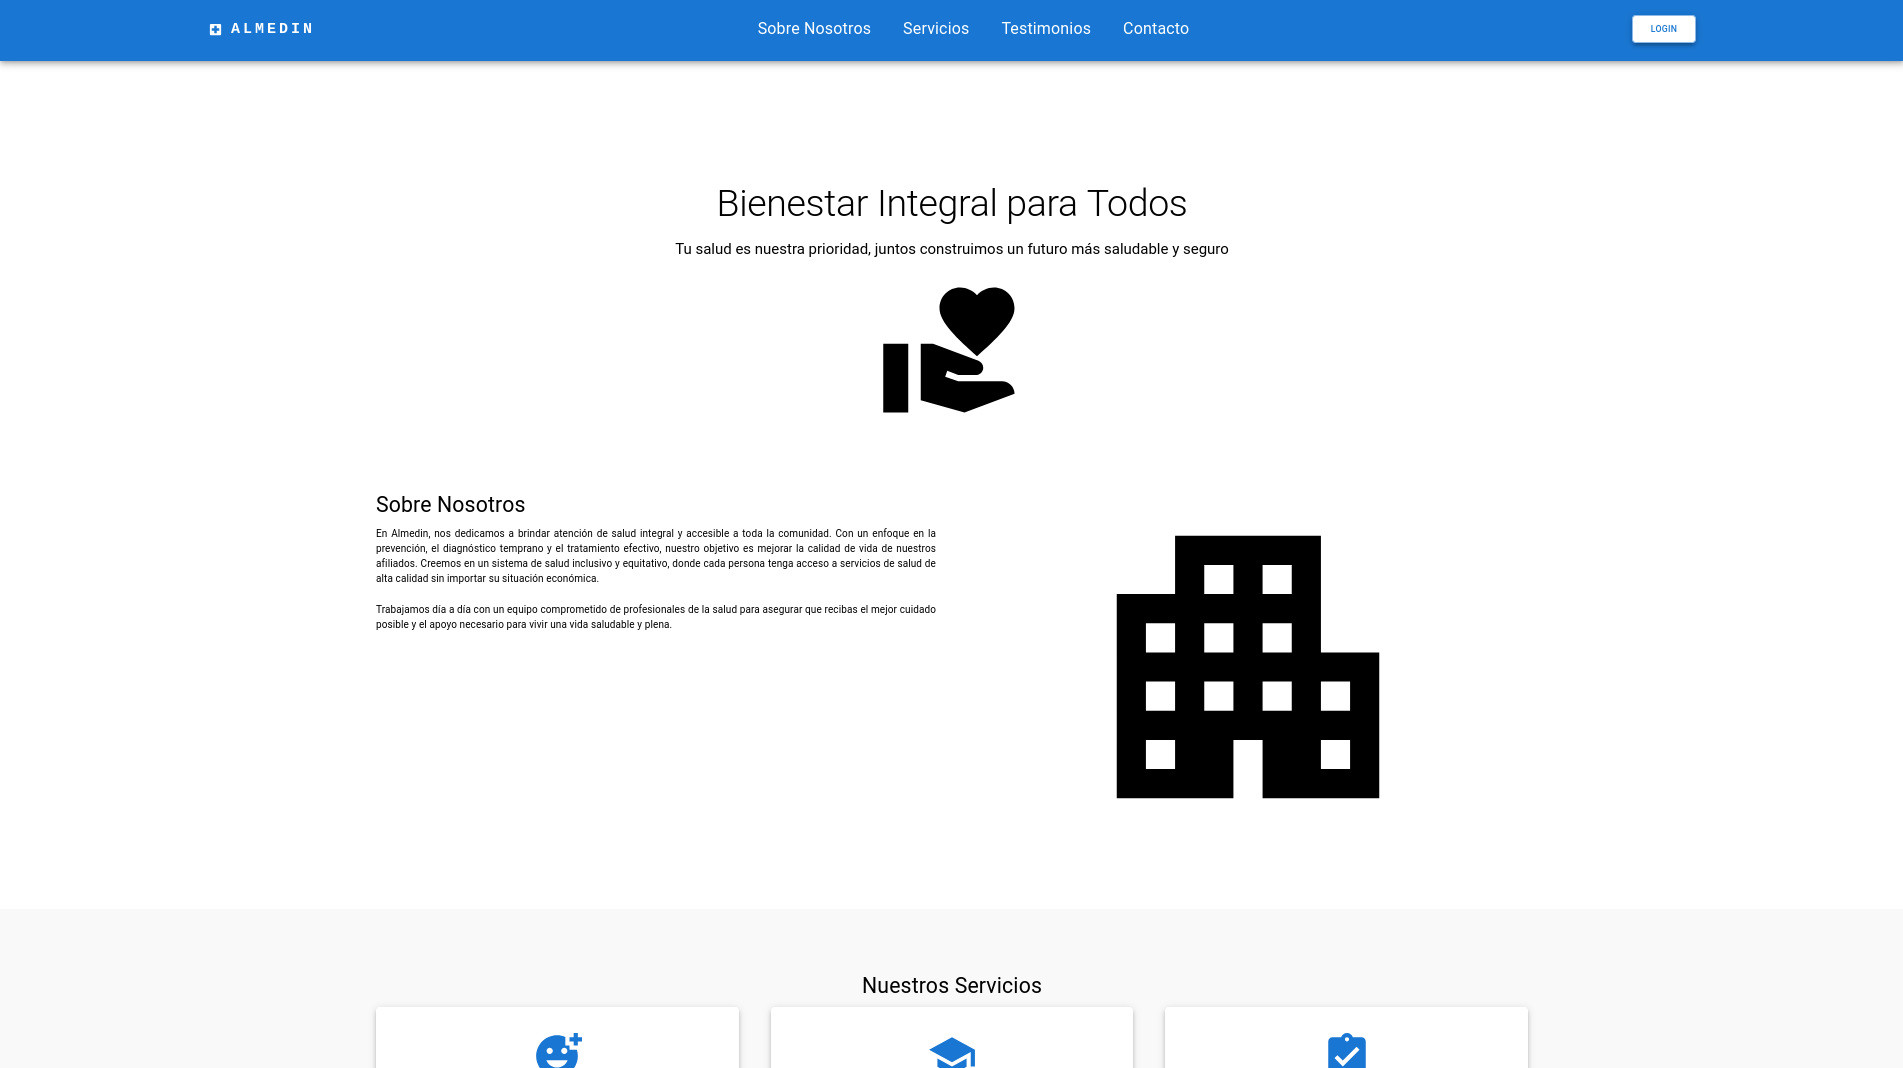 ALMEDIN
Sobre Nosotros
Servicios
Testimonios
Contacto
LOGIN
Bienestar Integral para Todos
Tu salud es nuestra prioridad, juntos construimos un futuro más saludable y seguro
Sobre Nosotros
En Almedin, nos dedicamos a brindar atención de salud integral y accesible a toda la comunidad. Con un enfoque en la
prevención, el diagnóstico temprano y el tratamiento efectivo, nuestro objetivo es mejorar la calidad de vida de nuestros
afiliados. Creemos en un sistema de salud inclusivo y equitativo, donde cada persona tenga acceso a servicios de salud de
alta calidad sin importar su situación económica.
Trabajamos día a día con un equipo comprometido de profesionales de la salud para asegurar que recibas el mejor cuidado
posible y el apoyo necesario para vivir una vida saludable y plena.
Nuestros Servicios